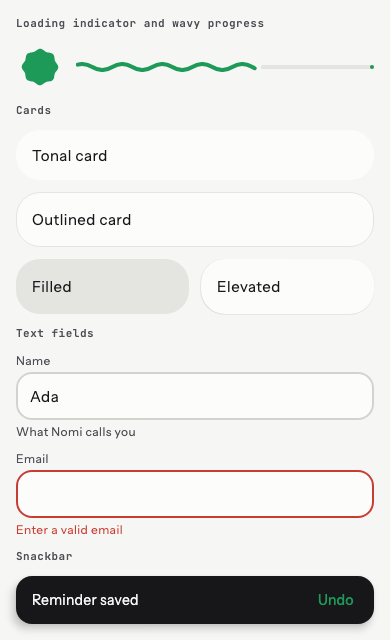 Loading indicator and wavy progress
Cards
Tonal card
Outlined card
Filled
Elevated
Text fields
Name
Ada
What Nomi calls you
Email
Enter a valid email
Snackbar
Reminder saved Undo